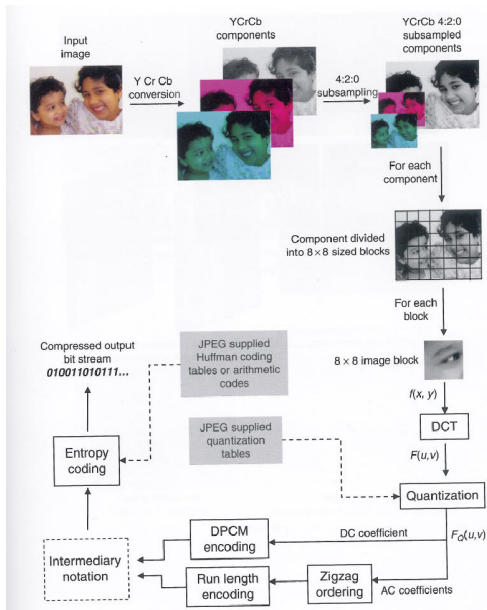 Input
image
Y Cr Cb
conversion
YCrCb
components
4:2:0
subsampling
YCrCb 4:2:0
subsampled
components
For each
component
Component divided
into 8 × 8 sized blocks
For each
block
8 × 8 image block
f(x, y)
DCT
F(u,v)
Quantization
F_Q(u,v)
DC coefficient
AC coefficients
Zigzag
ordering
DPCM
encoding
Run length
encoding
Intermediary
notation
Entropy
coding
JPEG supplied
Huffman coding
tables or arithmetic
codes
JPEG supplied
quantization
tables
Compressed output
bit stream
010011010111...